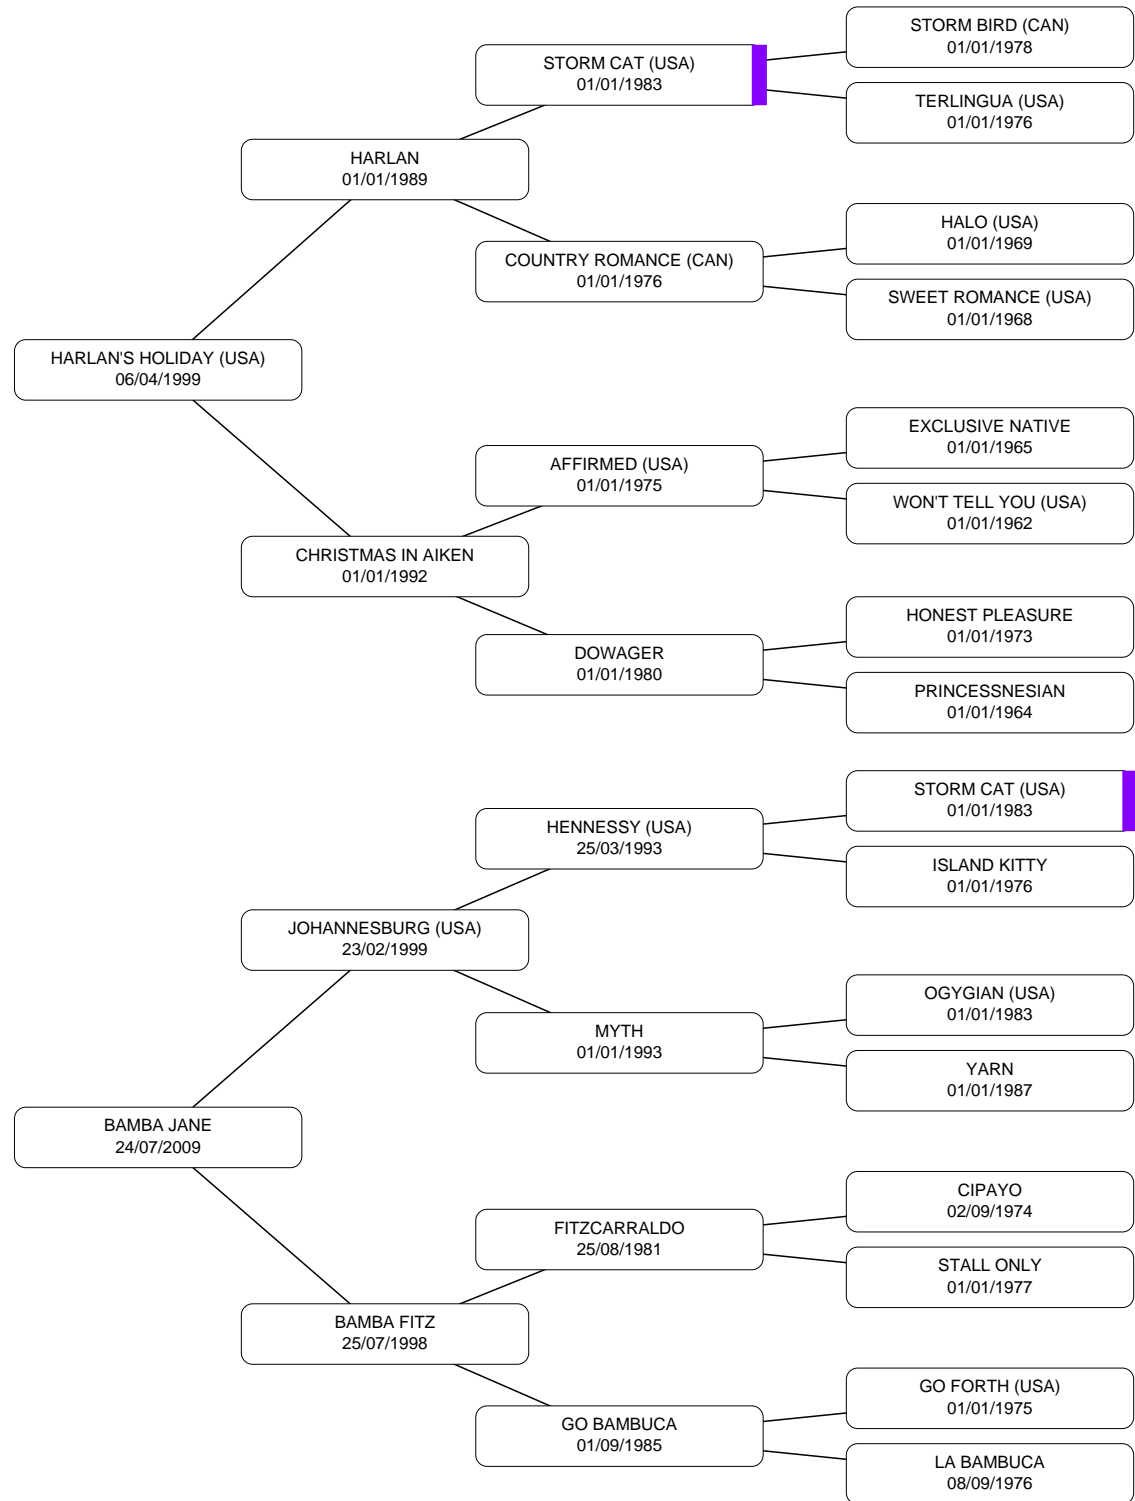 STORM BIRD (CAN)
01/01/1978
STORM CAT (USA)
01/01/1983
TERLINGUA (USA)
01/01/1976
HARLAN
01/01/1989
HALO (USA)
01/01/1969
COUNTRY ROMANCE (CAN)
01/01/1976
SWEET ROMANCE (USA)
01/01/1968
HARLAN'S HOLIDAY (USA)
06/04/1999
EXCLUSIVE NATIVE
01/01/1965
AFFIRMED (USA)
01/01/1975
WON'T TELL YOU (USA)
01/01/1962
CHRISTMAS IN AIKEN
01/01/1992
HONEST PLEASURE
01/01/1973
DOWAGER
01/01/1980
PRINCESSNESIAN
01/01/1964
STORM CAT (USA)
01/01/1983
HENNESSY (USA)
25/03/1993
ISLAND KITTY
01/01/1976
JOHANNESBURG (USA)
23/02/1999
OGYGIAN (USA)
01/01/1983
MYTH
01/01/1993
YARN
01/01/1987
BAMBA JANE
24/07/2009
CIPAYO
02/09/1974
FITZCARRALDO
25/08/1981
STALL ONLY
01/01/1977
BAMBA FITZ
25/07/1998
GO FORTH (USA)
01/01/1975
GO BAMBUCA
01/09/1985
LA BAMBUCA
08/09/1976